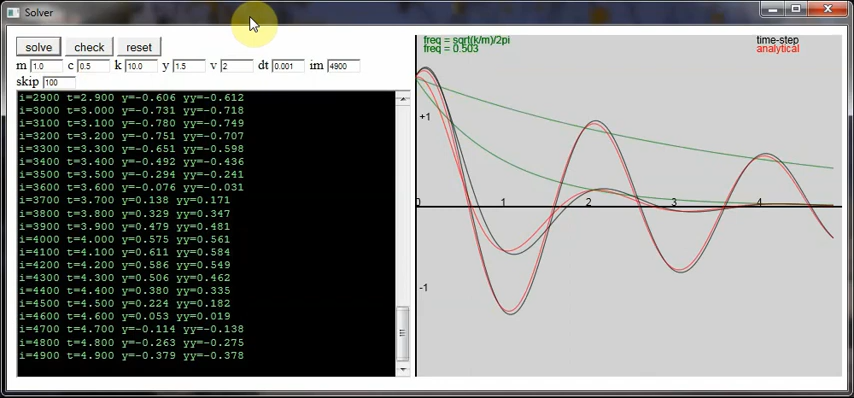 Solver
solve check reset
m 1.0 c 0.5 k 10.0 y 1.5 v 2 dt 0.001 im 4900
skip 100
i=2900 t=2.900 y=-0.606 yy=-0.612
i=3000 t=3.000 y=-0.731 yy=-0.718
i=3100 t=3.100 y=-0.780 yy=-0.749
i=3200 t=3.200 y=-0.751 yy=-0.707
i=3300 t=3.300 y=-0.651 yy=-0.598
i=3400 t=3.400 y=-0.492 yy=-0.436
i=3500 t=3.500 y=-0.294 yy=-0.241
i=3600 t=3.600 y=-0.076 yy=-0.031
i=3700 t=3.700 y=0.138 yy=0.171
i=3800 t=3.800 y=0.329 yy=0.347
i=3900 t=3.900 y=0.479 yy=0.481
i=4000 t=4.000 y=0.575 yy=0.561
i=4100 t=4.100 y=0.611 yy=0.584
i=4200 t=4.200 y=0.586 yy=0.549
i=4300 t=4.300 y=0.506 yy=0.462
i=4400 t=4.400 y=0.380 yy=0.335
i=4500 t=4.500 y=0.224 yy=0.182
i=4600 t=4.600 y=0.053 yy=0.019
i=4700 t=4.700 y=-0.114 yy=-0.138
i=4800 t=4.800 y=-0.263 yy=-0.275
i=4900 t=4.900 y=-0.379 yy=-0.378
freq = sqrt(k/m)/2pi
freq = 0.503
time-step
analytical
+1
0 1 2 3 4
-1